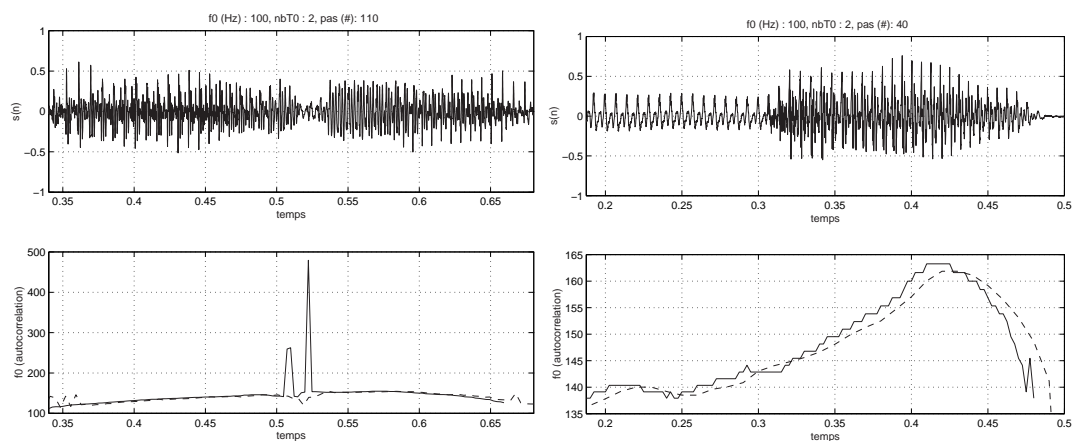 f0 (Hz) : 100, nbT0 : 2, pas (#): 110
1
0.5
0
−0.5
−1
s(n)
0.35 0.4 0.45 0.5 0.55 0.6 0.65
temps
f0 (Hz) : 100, nbT0 : 2, pas (#): 40
1
0.5
0
−0.5
−1
s(n)
0.2 0.25 0.3 0.35 0.4 0.45 0.5
temps
500
400
300
200
100
f0 (autocorrelation)
0.35 0.4 0.45 0.5 0.55 0.6 0.65
temps
165
160
155
150
145
140
135
f0 (autocorrelation)
0.2 0.25 0.3 0.35 0.4 0.45 0.5
temps